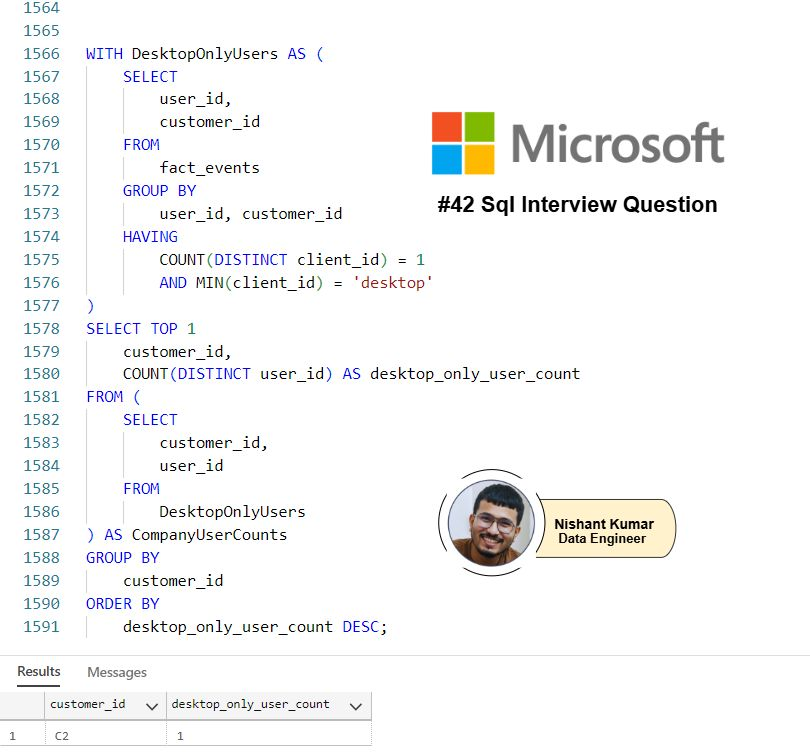 1564
1565
1566 WITH DesktopOnlyUsers AS (
1567 SELECT
1568 user_id,
1569 customer_id
1570 FROM
1571 fact_events
1572 GROUP BY
1573 user_id, customer_id
1574 HAVING
1575 COUNT(DISTINCT client_id) = 1
1576 AND MIN(client_id) = 'desktop'
1577 )
1578 SELECT TOP 1
1579 customer_id,
1580 COUNT(DISTINCT user_id) AS desktop_only_user_count
1581 FROM (
1582 SELECT
1583 customer_id,
1584 user_id
1585 FROM
1586 DesktopOnlyUsers
1587 ) AS CompanyUserCounts
1588 GROUP BY
1589 customer_id
1590 ORDER BY
1591 desktop_only_user_count DESC;
Microsoft
#42 Sql Interview Question
Nishant Kumar
Data Engineer
Results Messages
customer_id desktop_only_user_count
1 C2 1